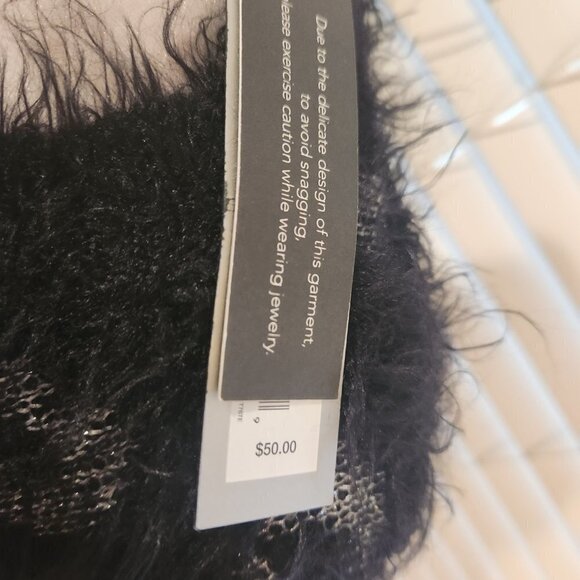 Due to the delicate design of this garment,
please exercise caution while wearing jewelry.
to avoid snagging,
9
$50.00